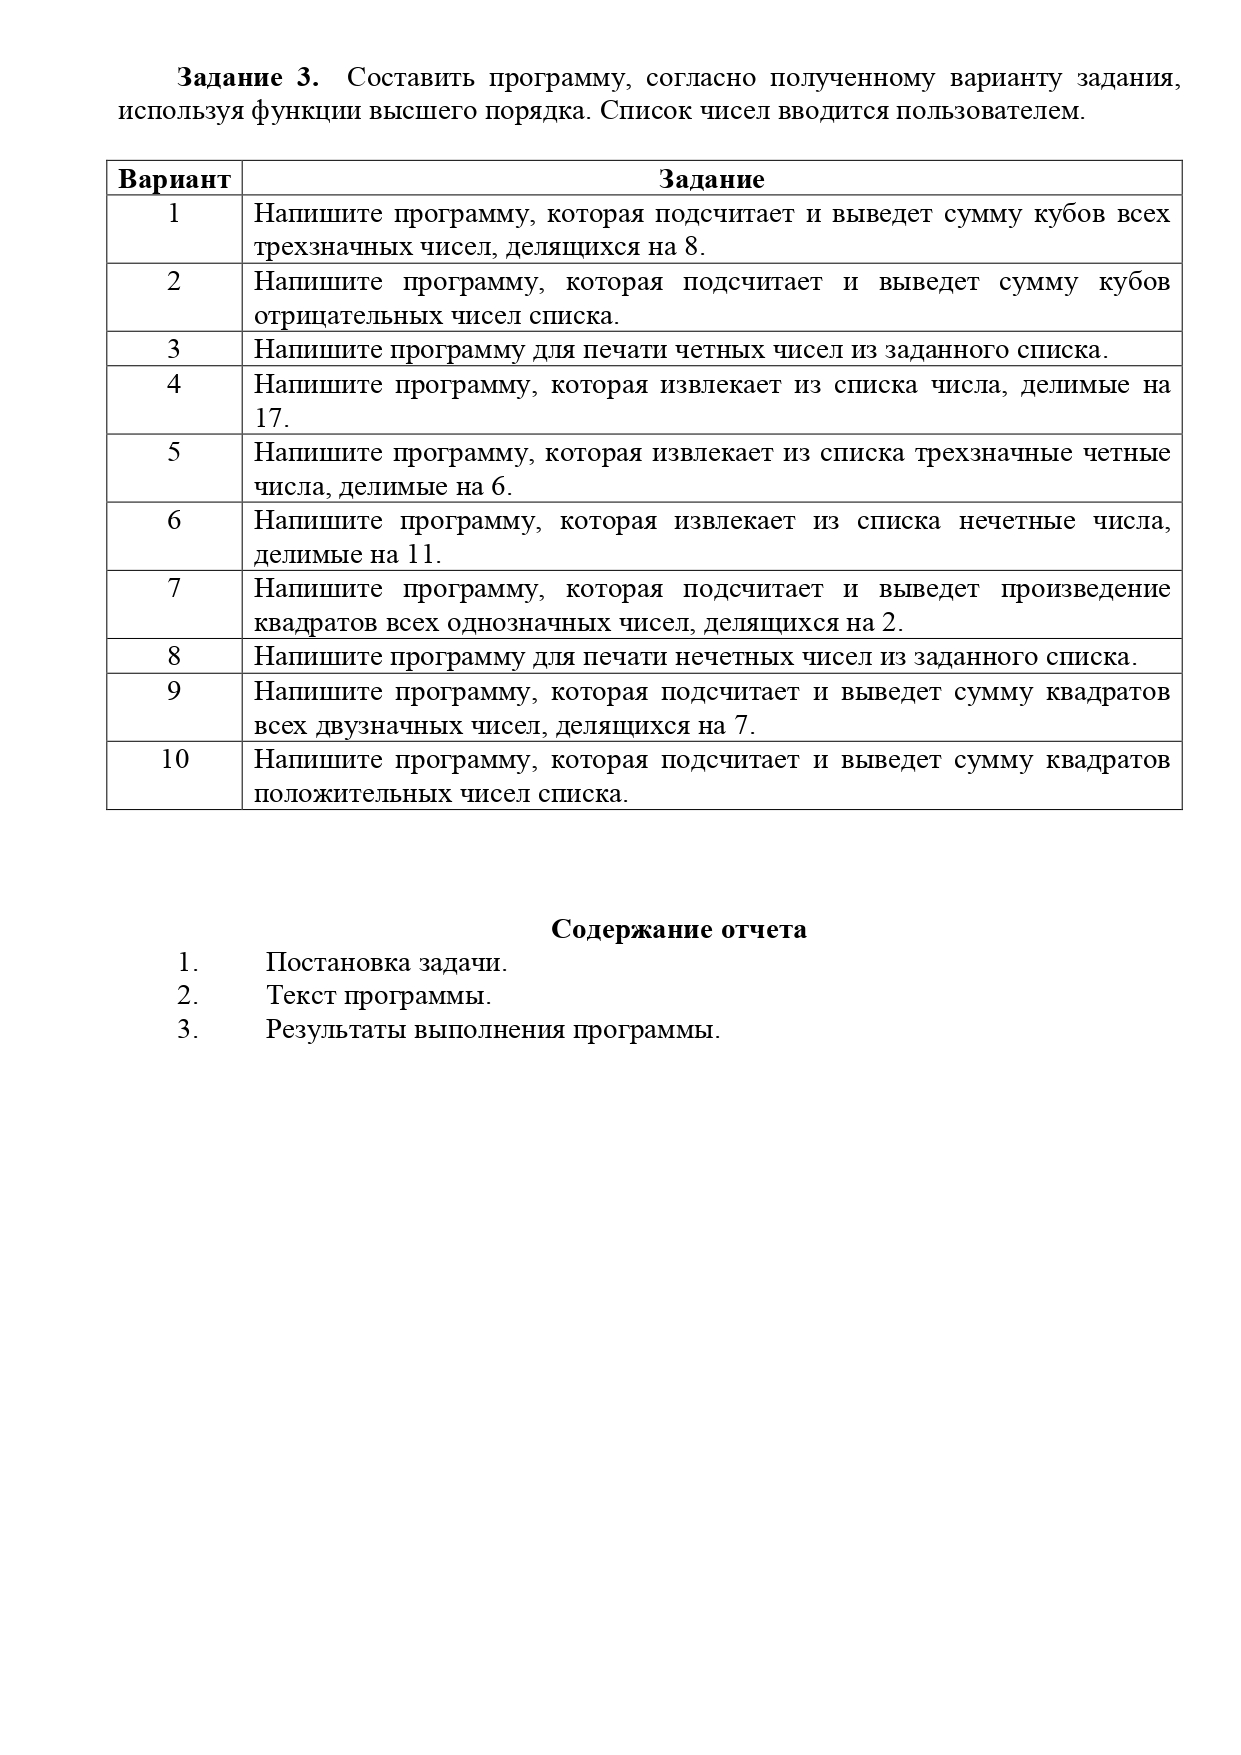 Задание 3. Составить программу, согласно полученному варианту задания,
используя функции высшего порядка. Список чисел вводится пользователем.
Вариант Задание
1 Напишите программу, которая подсчитает и выведет сумму кубов всех
трехзначных чисел, делящихся на 8.
2 Напишите программу, которая подсчитает и выведет сумму кубов
отрицательных чисел списка.
3 Напишите программу для печати четных чисел из заданного списка.
4 Напишите программу, которая извлекает из списка числа, делимые на
17.
5 Напишите программу, которая извлекает из списка трехзначные четные
числа, делимые на 6.
6 Напишите программу, которая извлекает из списка нечетные числа,
делимые на 11.
7 Напишите программу, которая подсчитает и выведет произведение
квадратов всех однозначных чисел, делящихся на 2.
8 Напишите программу для печати нечетных чисел из заданного списка.
9 Напишите программу, которая подсчитает и выведет сумму квадратов
всех двузначных чисел, делящихся на 7.
10 Напишите программу, которая подсчитает и выведет сумму квадратов
положительных чисел списка.
Содержание отчета
1. Постановка задачи.
2. Текст программы.
3. Результаты выполнения программы.